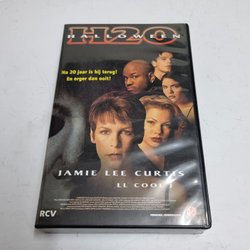 H20
HALLOWEEN
Na 20 jaar is hij terug!
En erger dan ooit!
JAMIE LEE CURTIS
LL COOL J
RCV